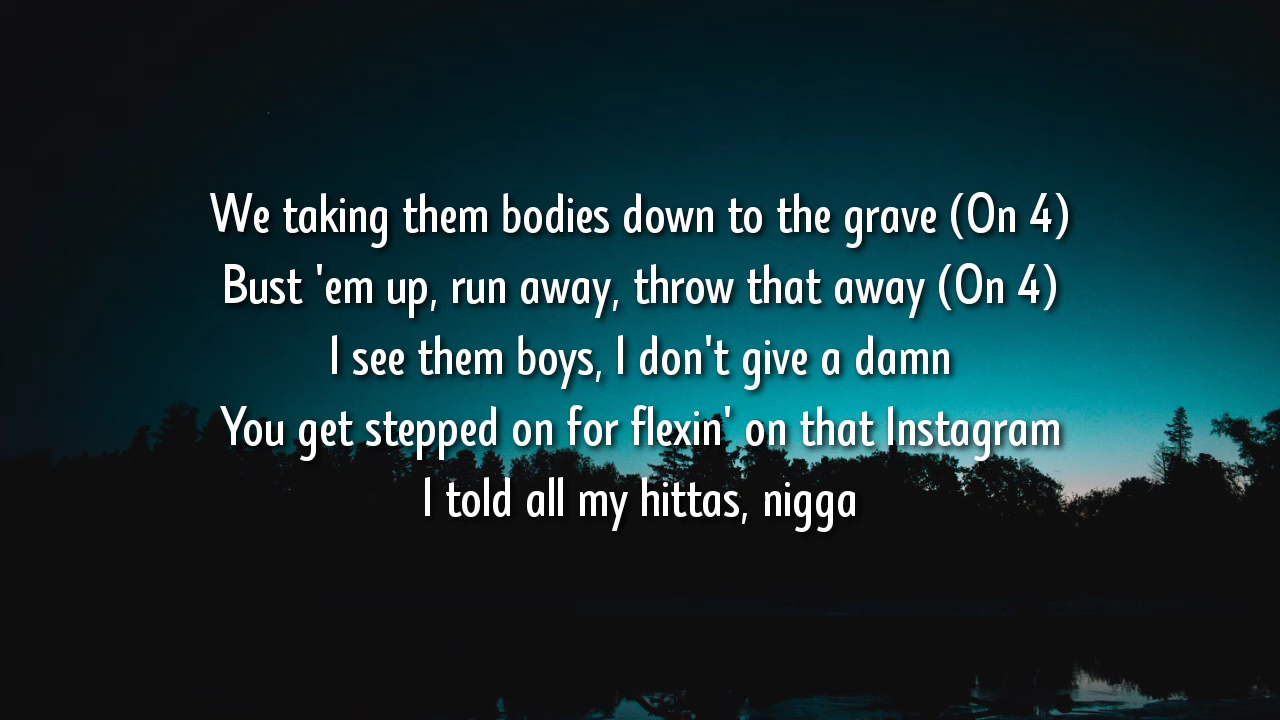 We taking them bodies down to the grave (On 4)
Bust 'em up, run away, throw that away (On 4)
I see them boys, I don't give a damn
You get stepped on for flexin' on that Instagram
I told all my hittas, nigga